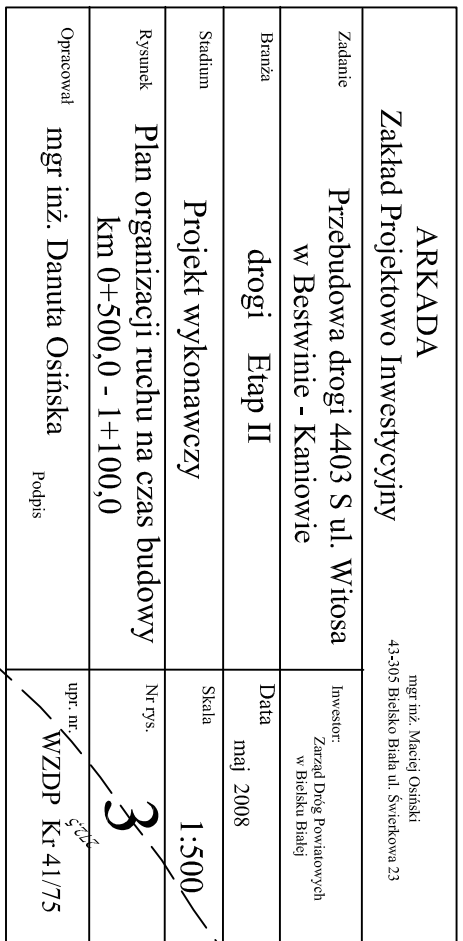 ARKADA
Zakład Projektowo Inwestycyjny
mgr inż. Maciej Osiński
43-305 Bielsko Biała ul. Świerkowa 23
Zadanie
Przebudowa drogi 4403 S ul. Witosa
w Bestwinie - Kaniowie
Inwestor:
Zarząd Dróg Powiatowych
w Bielsku Białej
Branża
drogi Etap II
Data
maj 2008
Stadium
Projekt wykonawczy
Skala
1:500
Rysunek
Plan organizacji ruchu na czas budowy
km 0+500,0 - 1+100,0
Nr rys.
3
Opracował
mgr inż. Danuta Osińska
Podpis
upr. nr.
WZDP Kr 41/75
272,5